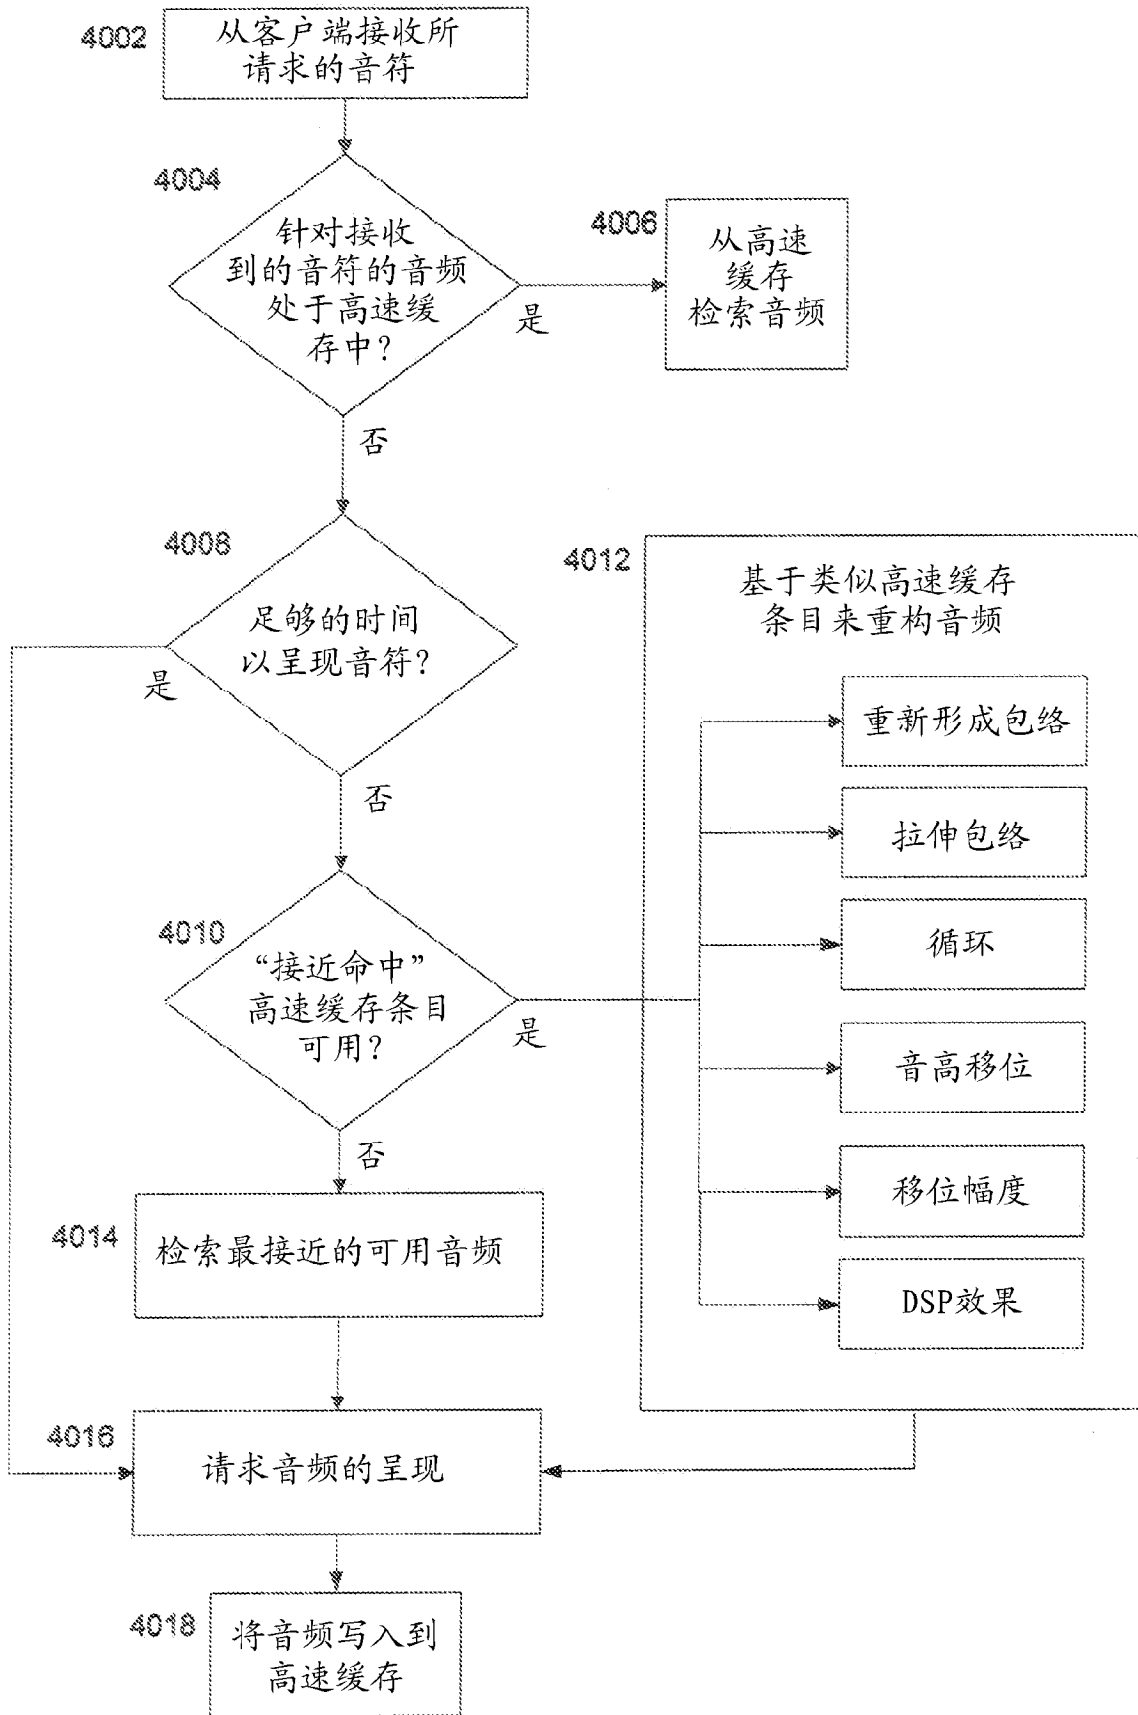 4002
从客户端接收所
请求的音符
4004
针对接收
到的音符的音频
处于高速缓
存中?
是
4006
从高速
缓存
检索音频
否
4008
足够的时间
以呈现音符?
是
否
4010
“接近命中”
高速缓存条目
可用?
是
否
4012
基于类似高速缓存
条目来重构音频
重新形成包络
拉伸包络
循环
音高移位
移位幅度
DSP效果
4014
检索最接近的可用音频
4016
请求音频的呈现
4018
将音频写入到
高速缓存